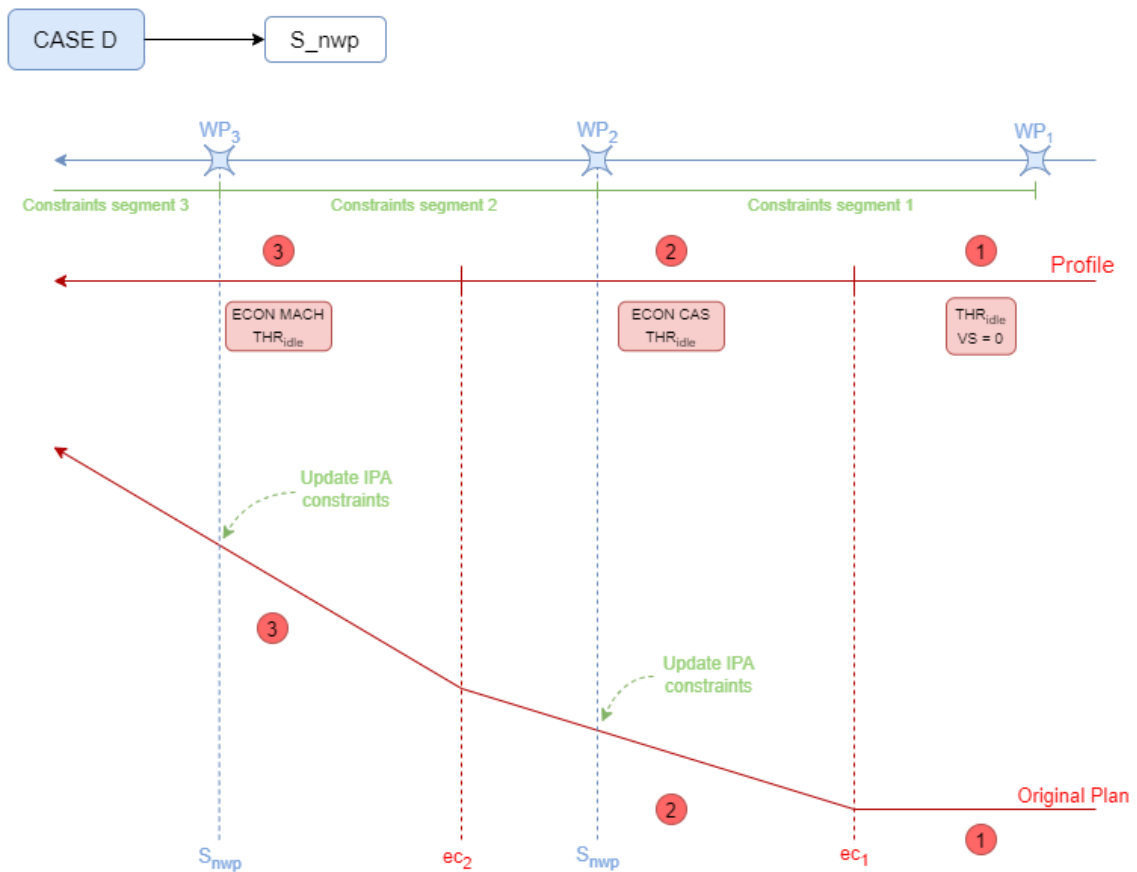 CASE D
S_nwp
WP3
WP2
WP1
Constraints segment 3
Constraints segment 2
Constraints segment 1
3
2
1
Profile
ECON MACH
THRidle
ECON CAS
THRidle
THRidle
VS = 0
Update IPA
constraints
3
Update IPA
constraints
Original Plan
2
1
Snwp
ec2
Snwp
ec1